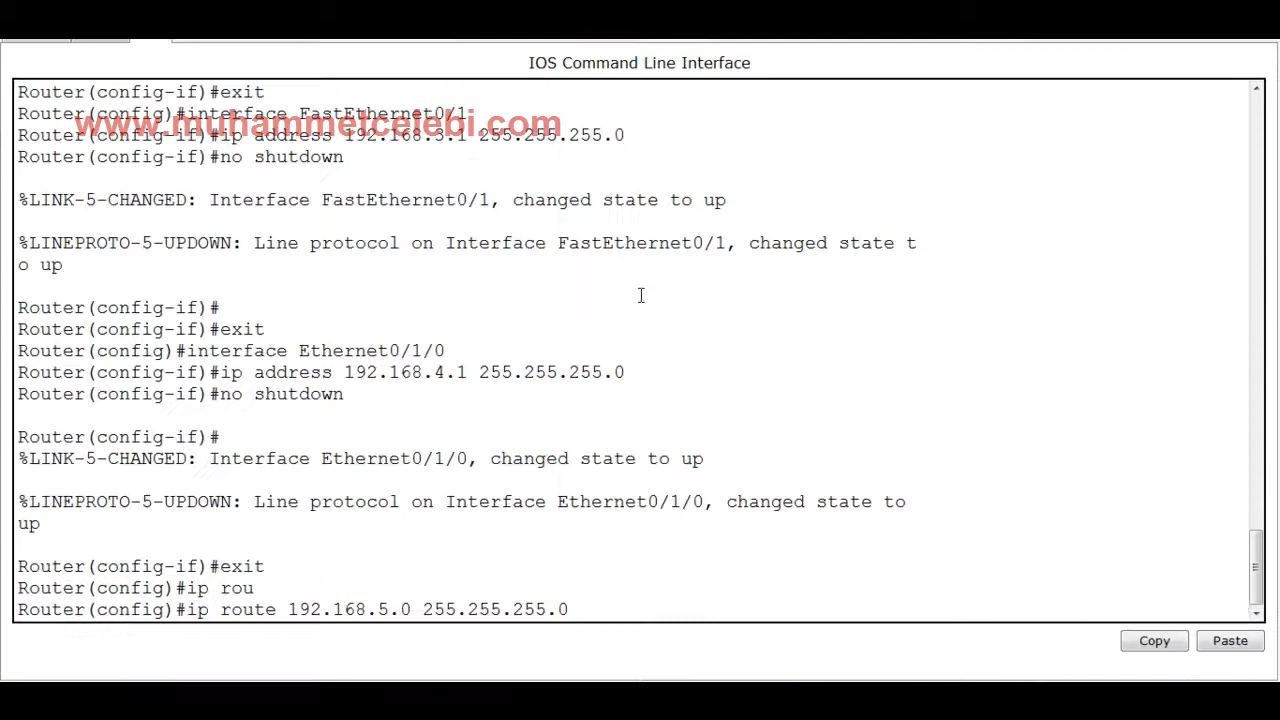 IOS Command Line Interface
Router(config-if)#exit
Router(config)#interface FastEthernet0/1
www.muhammetcelebi.com
Router(config-if)#ip address 192.168.3.1 255.255.255.0
Router(config-if)#no shutdown
%LINK-5-CHANGED: Interface FastEthernet0/1, changed state to up
%LINEPROTO-5-UPDOWN: Line protocol on Interface FastEthernet0/1, changed state t
o up
Router(config-if)#
Router(config-if)#exit
Router(config)#interface Ethernet0/1/0
Router(config-if)#ip address 192.168.4.1 255.255.255.0
Router(config-if)#no shutdown
Router(config-if)#
%LINK-5-CHANGED: Interface Ethernet0/1/0, changed state to up
%LINEPROTO-5-UPDOWN: Line protocol on Interface Ethernet0/1/0, changed state to
up
Router(config-if)#exit
Router(config)#ip rou
Router(config)#ip route 192.168.5.0 255.255.255.0
Copy
Paste